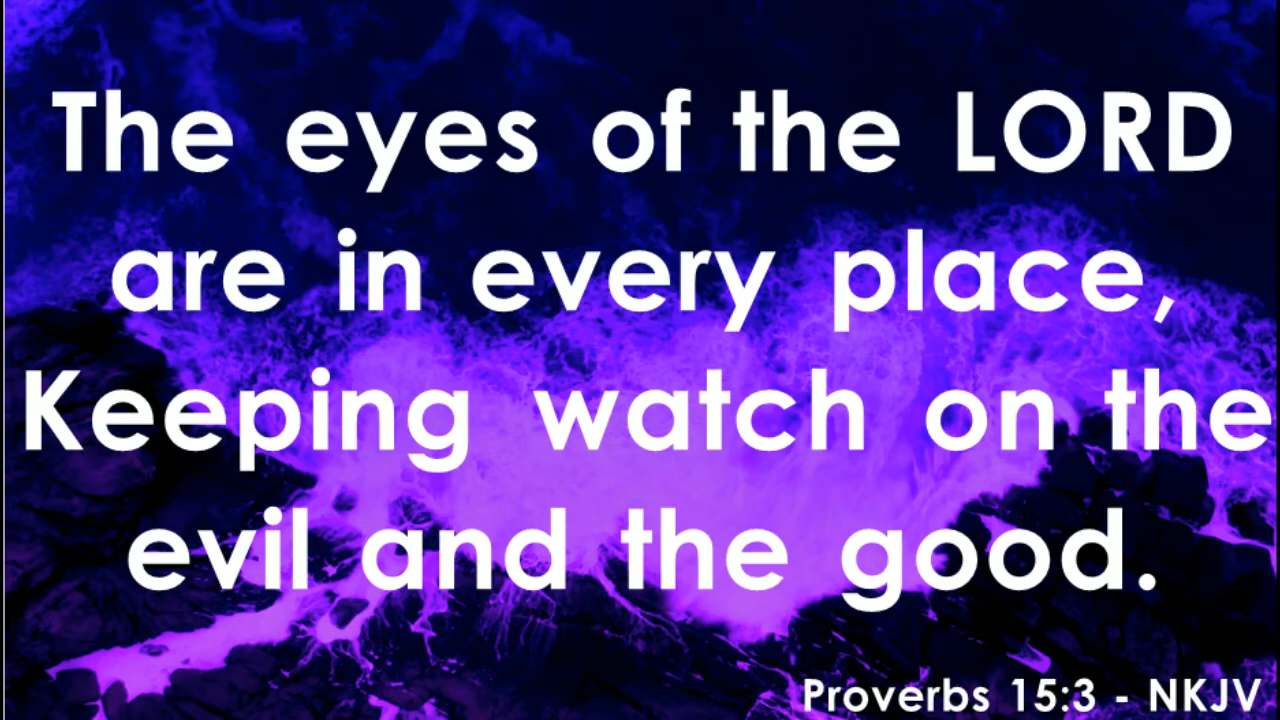 The eyes of the LORD
are in every place,
Keeping watch on the
evil and the good.
Proverbs 15:3 - NKJV